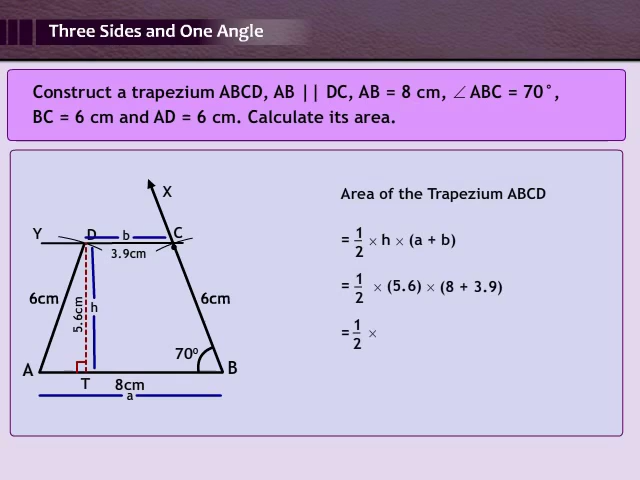 Three Sides and One Angle
Construct a trapezium ABCD, AB || DC, AB = 8 cm, ∠ABC = 70°,
BC = 6 cm and AD = 6 cm. Calculate its area.
X
Y D b C
3.9cm
6cm 5.6cm h 6cm
70⁰
A T 8cm B
a
Area of the Trapezium ABCD
= 1/2 × h × (a + b)
= 1/2 × (5.6) × (8 + 3.9)
= 1/2 ×